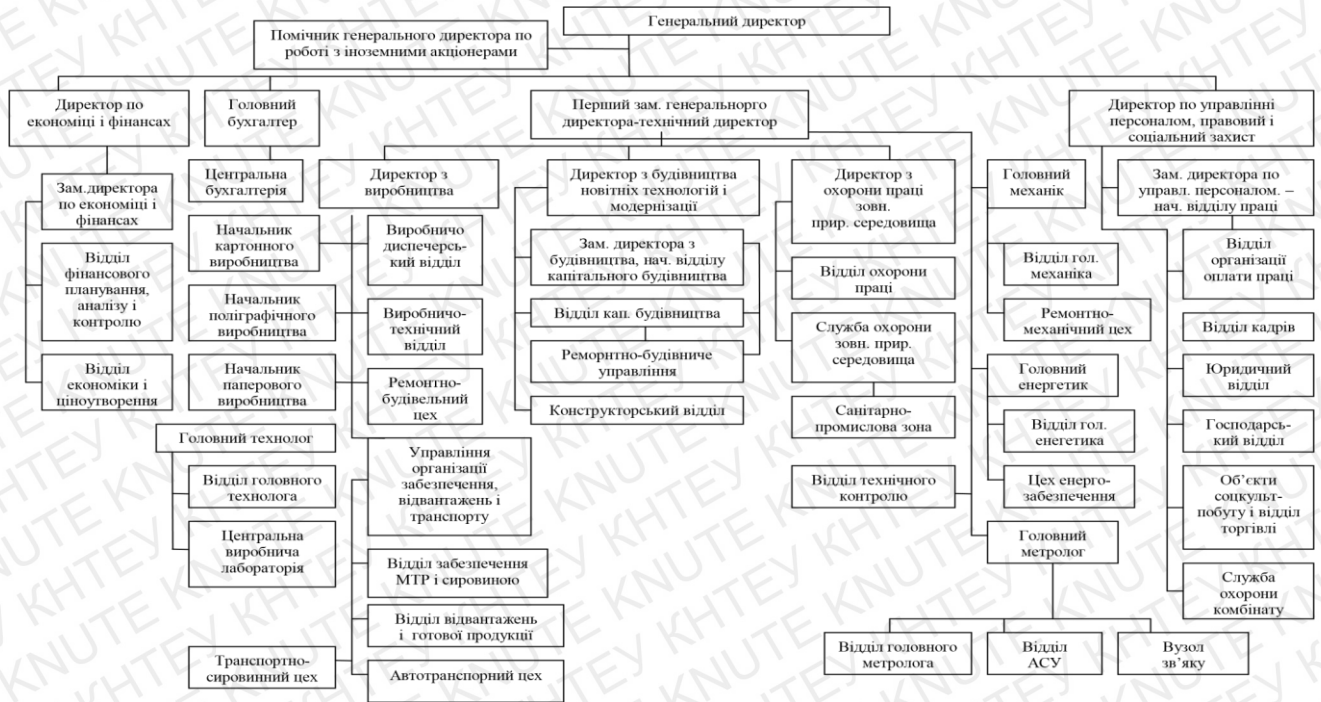 Генеральний директор
Помічник генерального директора по
роботі з іноземними акціонерами
Директор по
економіці і фінансах
Головний
бухгалтер
Перший зам. генеральнорго
директора-технічний директор
Директор по управлінні
персоналом, правовий і
соціальний захист
Зам.директора
по економіці і
фінансах
Відділ
фінансового
планування,
аналізу і
контролю
Відділ
економіки і
ціноутворення
Центральна
бухгалтерія
Директор з
виробництва
Начальник
картонного
виробництва
Начальник
поліграфічного
виробництва
Начальник
паперового
виробництва
Виробничо
диспечерсь-
кий відділ
Виробничо-
технічний
відділ
Ремонтно-
будівельний
цех
Головний технолог
Відділ головного
технолога
Центральна
виробнича
лабораторія
Управління
організації
забезпечення,
відвантажень і
транспорту
Відділ забезпечення
МТР і сировиною
Відділ відвантажень
і готової продукції
Транспортно-
сировинний цех
Автотранспорний цех
Директор з будівництва
новітніх технологій і
модернізації
Зам. директора з
будівництва, нач. відділу
капітального будівництва
Відділ кап. будівництва
Реморнтно-будівниче
управління
Конструкторський відділ
Директор з
охорони праці
зовн.
прир. середовища
Відділ охорони
праці
Служба охорони
зовн. прир.
середовища
Санітарно-
промислова зона
Відділ технічного
контролю
Головний
механік
Відділ гол.
механіка
Ремонтно-
механічний цех
Головний
енергетик
Відділ гол.
енегетика
Цех енерго-
забезпечення
Головний
метролог
Відділ головного
метролога
Відділ
АСУ
Вузол
зв’яку
Зам. директора по
управл. персоналом. –
нач. відділу праці
Відділ
організації
оплати праці
Відділ кадрів
Юридичний
відділ
Господарсь-
кий відділ
Об’єкти
соцкульт-
побуту і відділ
торгівлі
Служба
охорони
комбінату